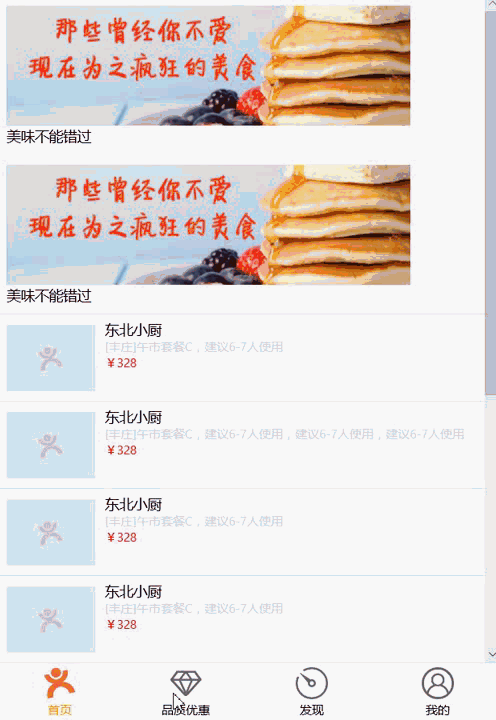 那些曾经你不爱
现在为之疯狂的美食
美味不能错过
那些曾经你不爱
现在为之疯狂的美食
美味不能错过
东北小厨
[丰庄]午市套餐C，建议6-7人使用
￥328
东北小厨
[丰庄]午市套餐C，建议6-7人使用，建议6-7人使用，建议6-7人使用
￥328
东北小厨
[丰庄]午市套餐C，建议6-7人使用
￥328
东北小厨
[丰庄]午市套餐C，建议6-7人使用
￥328
首页 品质优惠 发现 我的